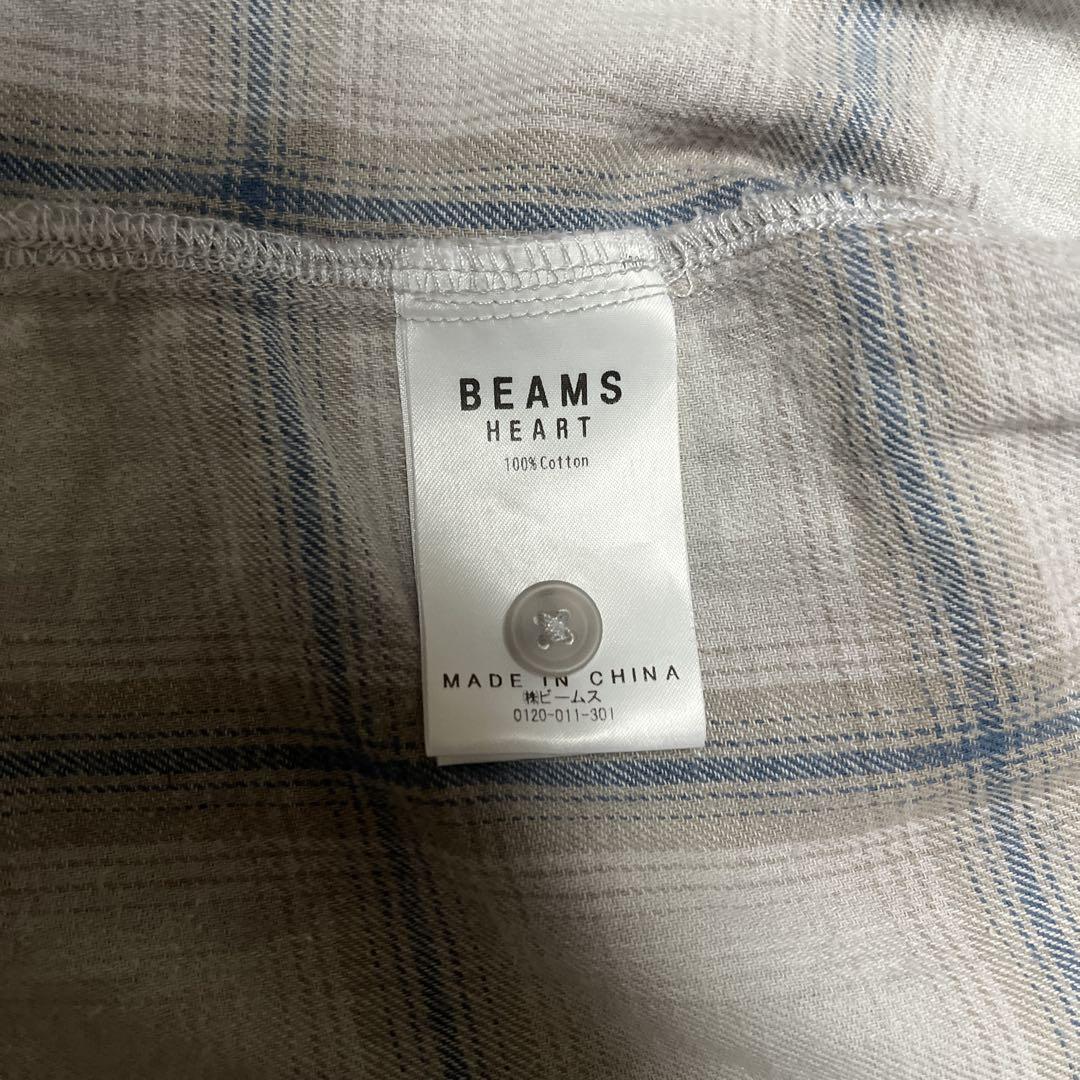 BEAMS
HEART
100% Cotton
MADE IN CHINA
㈱ビームス
0120-011-301